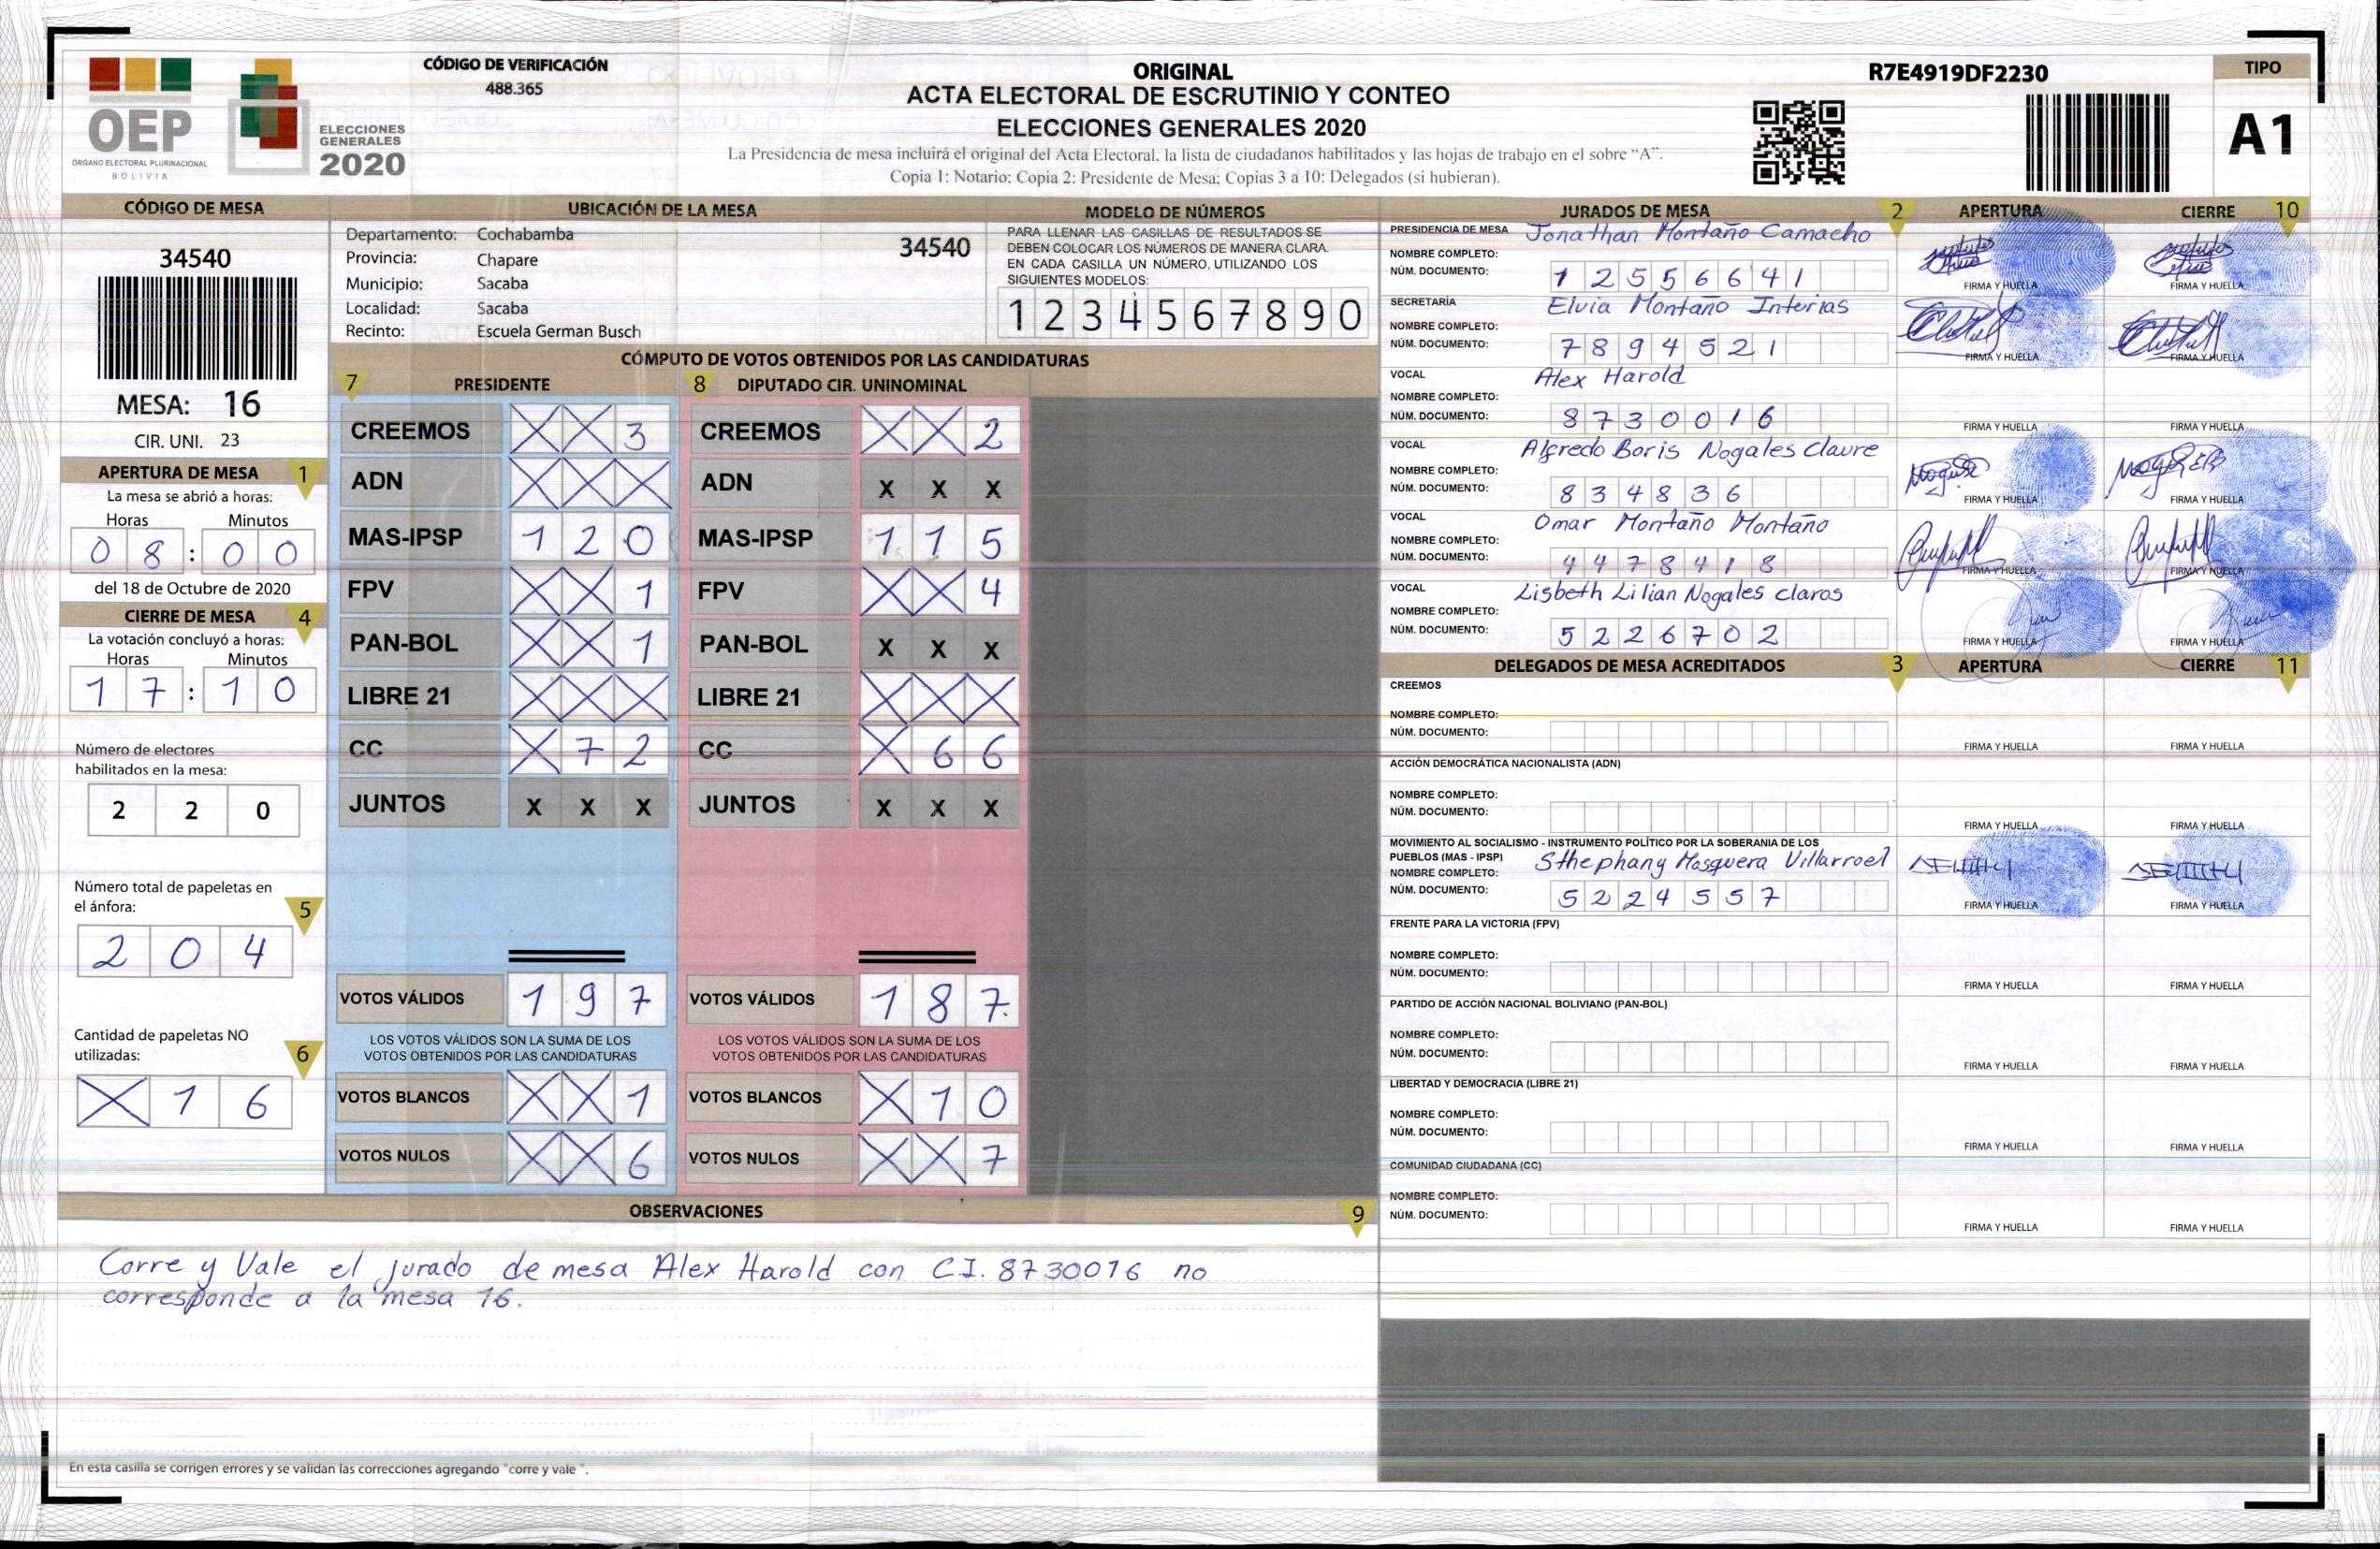 OEP
ÓRGANO ELECTORAL PLURINACIONAL
BOLIVIA
ELECCIONES
GENERALES
2020
CÓDIGO DE VERIFICACIÓN
488.365
ORIGINAL
ACTA ELECTORAL DE ESCRUTINIO Y CONTEO
ELECCIONES GENERALES 2020
La Presidencia de mesa incluirá el original del Acta Electoral, la lista de ciudadanos habilitados y las hojas de trabajo en el sobre "A".
Copia 1: Notario; Copia 2: Presidente de Mesa; Copias 3 a 10: Delegados (si hubieran).
R7E4919DF2230
TIPO
A1
CÓDIGO DE MESA
34540
MESA: 16
CIR. UNI. 23
APERTURA DE MESA 1
La mesa se abrió a horas:
Horas Minutos
0 8 : 0 0
del 18 de Octubre de 2020
CIERRE DE MESA 4
La votación concluyó a horas:
Horas Minutos
1 7 : 1 0
Número de electores
habilitados en la mesa:
2 2 0
Número total de papeletas en
el ánfora: 5
2 0 4
Cantidad de papeletas NO
utilizadas: 6
X 1 6
UBICACIÓN DE LA MESA
Departamento: Cochabamba 34540
Provincia: Chapare
Municipio: Sacaba
Localidad: Sacaba
Recinto: Escuela German Busch
MODELO DE NÚMEROS
PARA LLENAR LAS CASILLAS DE RESULTADOS SE
DEBEN COLOCAR LOS NÚMEROS DE MANERA CLARA.
EN CADA CASILLA UN NÚMERO, UTILIZANDO LOS
SIGUIENTES MODELOS:
1 2 3 4 5 6 7 8 9 0
CÓMPUTO DE VOTOS OBTENIDOS POR LAS CANDIDATURAS
7 PRESIDENTE
CREEMOS X X 3
ADN X X X
MAS-IPSP 1 2 0
FPV X X 1
PAN-BOL X X 1
LIBRE 21 X X X
CC X 7 2
JUNTOS X X X
VOTOS VÁLIDOS 1 9 7
LOS VOTOS VÁLIDOS SON LA SUMA DE LOS
VOTOS OBTENIDOS POR LAS CANDIDATURAS
VOTOS BLANCOS X X 1
VOTOS NULOS X X 6
8 DIPUTADO CIR. UNINOMINAL
CREEMOS X X 2
ADN X X X
MAS-IPSP 1 1 5
FPV X X 4
PAN-BOL X X X
LIBRE 21 X X X
CC X 6 6
JUNTOS X X X
VOTOS VÁLIDOS 1 8 7
LOS VOTOS VÁLIDOS SON LA SUMA DE LOS
VOTOS OBTENIDOS POR LAS CANDIDATURAS
VOTOS BLANCOS X 1 0
VOTOS NULOS X X 7
OBSERVACIONES 9
Corre y Vale el jurado de mesa Alex Harold con CI. 8730016 no
corresponde a la mesa 16.
En esta casilla se corrigen errores y se validan las correcciones agregando "corre y vale ".
JURADOS DE MESA 2 APERTURA CIERRE 10
PRESIDENCIA DE MESA Jonathan Montaño Camacho
NOMBRE COMPLETO:
NÚM. DOCUMENTO: 1 2 5 5 6 6 4 1
FIRMA Y HUELLA FIRMA Y HUELLA
SECRETARÍA Elvia Montaño Interias
NOMBRE COMPLETO:
NÚM. DOCUMENTO: 7 8 9 4 5 2 1
FIRMA Y HUELLA FIRMA Y HUELLA
VOCAL Alex Harold
NOMBRE COMPLETO:
NÚM. DOCUMENTO: 8 7 3 0 0 1 6
FIRMA Y HUELLA FIRMA Y HUELLA
VOCAL Alfredo Boris Nogales Claure
NOMBRE COMPLETO:
NÚM. DOCUMENTO: 8 3 4 8 3 6
FIRMA Y HUELLA FIRMA Y HUELLA
VOCAL Omar Montaño Montaño
NOMBRE COMPLETO:
NÚM. DOCUMENTO: 4 4 7 8 4 1 8
FIRMA Y HUELLA FIRMA Y HUELLA
VOCAL Lisbeth Lilian Nogales claros
NOMBRE COMPLETO:
NÚM. DOCUMENTO: 5 2 2 6 7 0 2
FIRMA Y HUELLA FIRMA Y HUELLA
DELEGADOS DE MESA ACREDITADOS 3 APERTURA CIERRE 11
CREEMOS
NOMBRE COMPLETO:
NÚM. DOCUMENTO:
FIRMA Y HUELLA FIRMA Y HUELLA
ACCIÓN DEMOCRÁTICA NACIONALISTA (ADN)
NOMBRE COMPLETO:
NÚM. DOCUMENTO:
FIRMA Y HUELLA FIRMA Y HUELLA
MOVIMIENTO AL SOCIALISMO - INSTRUMENTO POLÍTICO POR LA SOBERANIA DE LOS
PUEBLOS (MAS - IPSP) Sthephany Mosquera Villarroel
NOMBRE COMPLETO:
NÚM. DOCUMENTO: 5 2 2 4 5 5 7
FIRMA Y HUELLA FIRMA Y HUELLA
FRENTE PARA LA VICTORIA (FPV)
NOMBRE COMPLETO:
NÚM. DOCUMENTO:
FIRMA Y HUELLA FIRMA Y HUELLA
PARTIDO DE ACCIÓN NACIONAL BOLIVIANO (PAN-BOL)
NOMBRE COMPLETO:
NÚM. DOCUMENTO:
FIRMA Y HUELLA FIRMA Y HUELLA
LIBERTAD Y DEMOCRACIA (LIBRE 21)
NOMBRE COMPLETO:
NÚM. DOCUMENTO:
FIRMA Y HUELLA FIRMA Y HUELLA
COMUNIDAD CIUDADANA (CC)
NOMBRE COMPLETO:
NÚM. DOCUMENTO:
FIRMA Y HUELLA FIRMA Y HUELLA